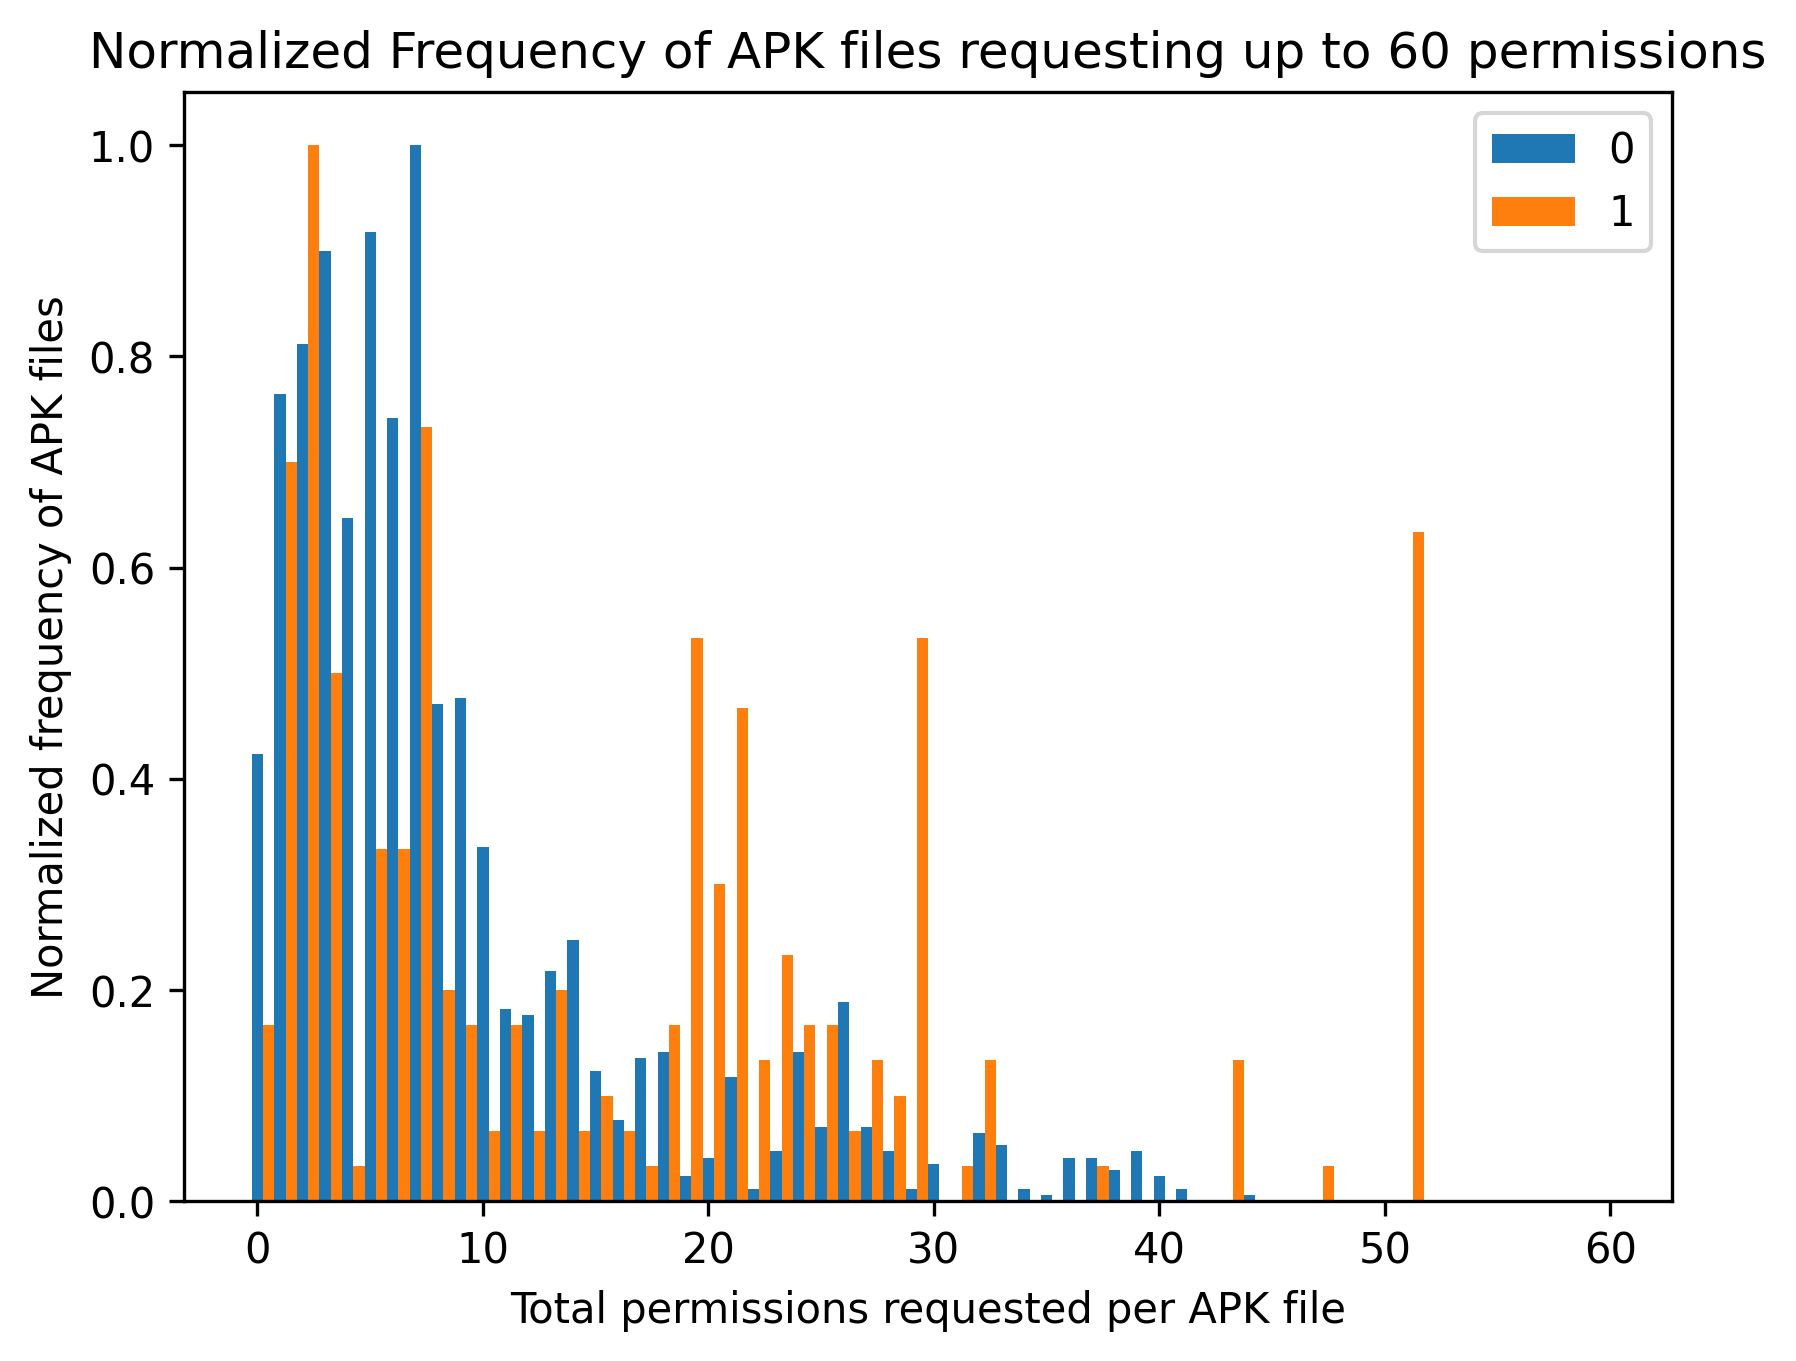 Normalized Frequency of APK files requesting up to 60 permissions
0
1
1.0
0.8
0.6
0.4
0.2
0.0
Normalized frequency of APK files
0 10 20 30 40 50 60
Total permissions requested per APK file